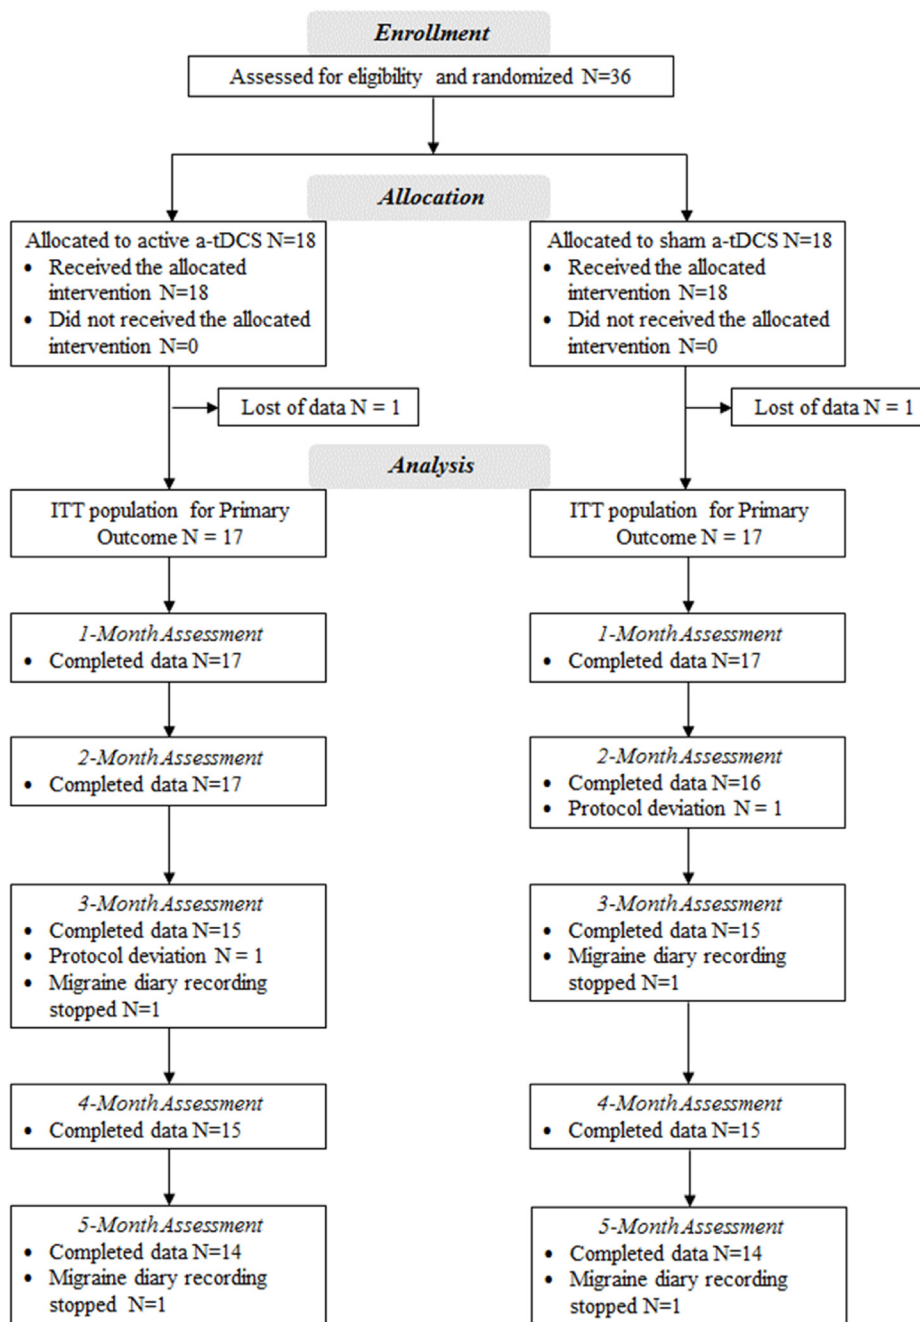 Enrollment
Assessed for eligibility and randomized N=36
Allocation
Allocated to active a-tDCS N=18
• Received the allocated
intervention N=18
• Did not received the allocated
intervention N=0
Allocated to sham a-tDCS N=18
• Received the allocated
intervention N=18
• Did not received the allocated
intervention N=0
Lost of data N = 1
Lost of data N = 1
Analysis
ITT population for Primary
Outcome N = 17
ITT population for Primary
Outcome N = 17
1-Month Assessment
• Completed data N=17
1-Month Assessment
• Completed data N=17
2-Month Assessment
• Completed data N=17
2-Month Assessment
• Completed data N=16
• Protocol deviation N = 1
3-Month Assessment
• Completed data N=15
• Protocol deviation N = 1
• Migraine diary recording
stopped N=1
3-Month Assessment
• Completed data N=15
• Migraine diary recording
stopped N=1
4-Month Assessment
• Completed data N=15
4-Month Assessment
• Completed data N=15
5-Month Assessment
• Completed data N=14
• Migraine diary recording
stopped N=1
5-Month Assessment
• Completed data N=14
• Migraine diary recording
stopped N=1